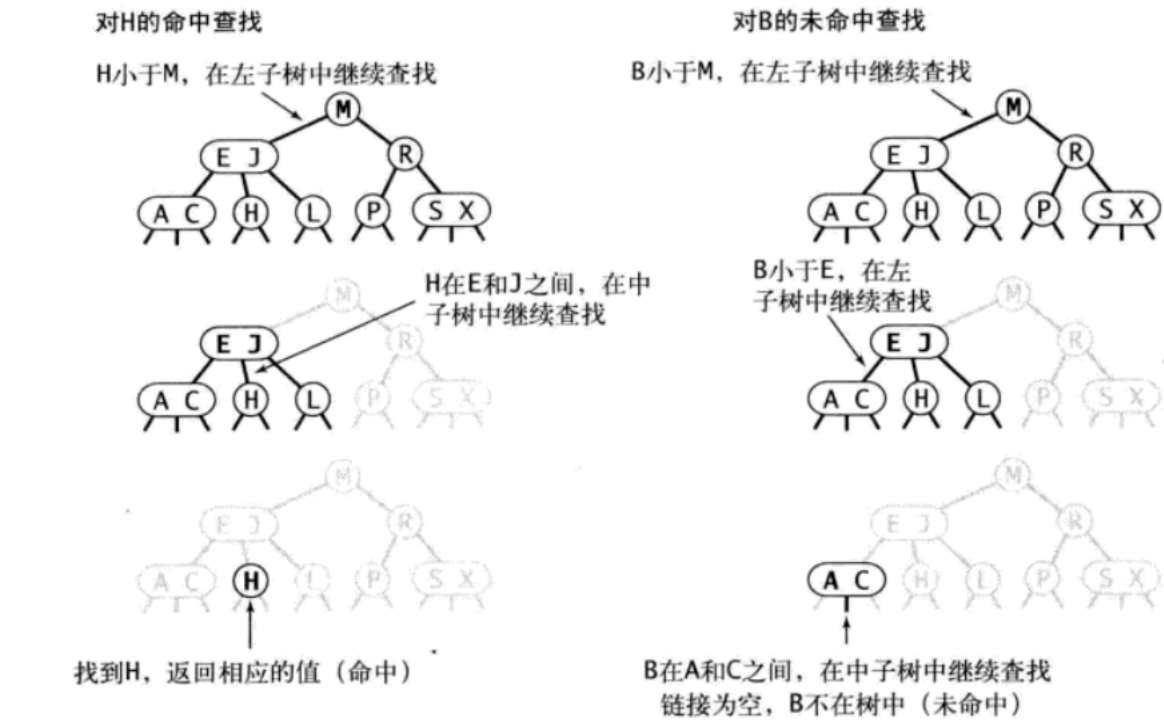 对H的命中查找
H小于M，在左子树中继续查找
M
E J
R
A C
H
L
P
S X
H在E和J之间，在中
子树中继续查找
M
E J
R
A C
H
L
P
S X
M
E J
R
A C
H
L
P
S X
找到H，返回相应的值（命中）
对B的未命中查找
B小于M，在左子树中继续查找
M
E J
R
A C
H
L
P
S X
B小于E，在左
子树中继续查找
M
E J
R
A C
H
L
P
S X
M
E J
R
A C
H
L
P
S X
B在A和C之间，在中子树中继续查找
链接为空，B不在树中（未命中）